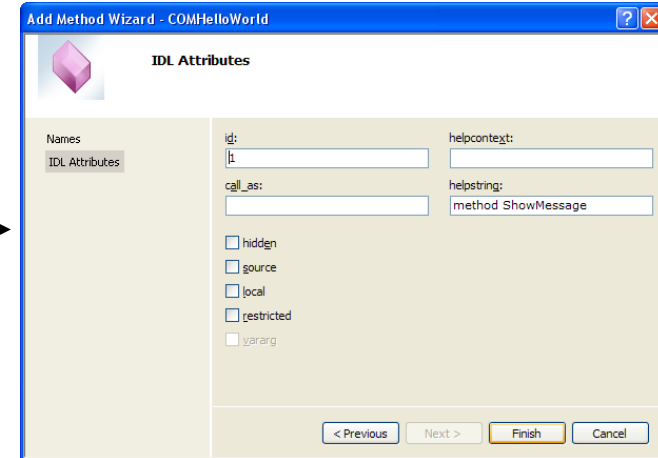 Add Method Wizard - COMHelloWorld
IDL Attributes
Names
IDL Attributes
id:
helpcontext:
1
call_as:
helpstring:
method ShowMessage
hidden
source
local
restricted
vararg
< Previous
Next >
Finish
Cancel